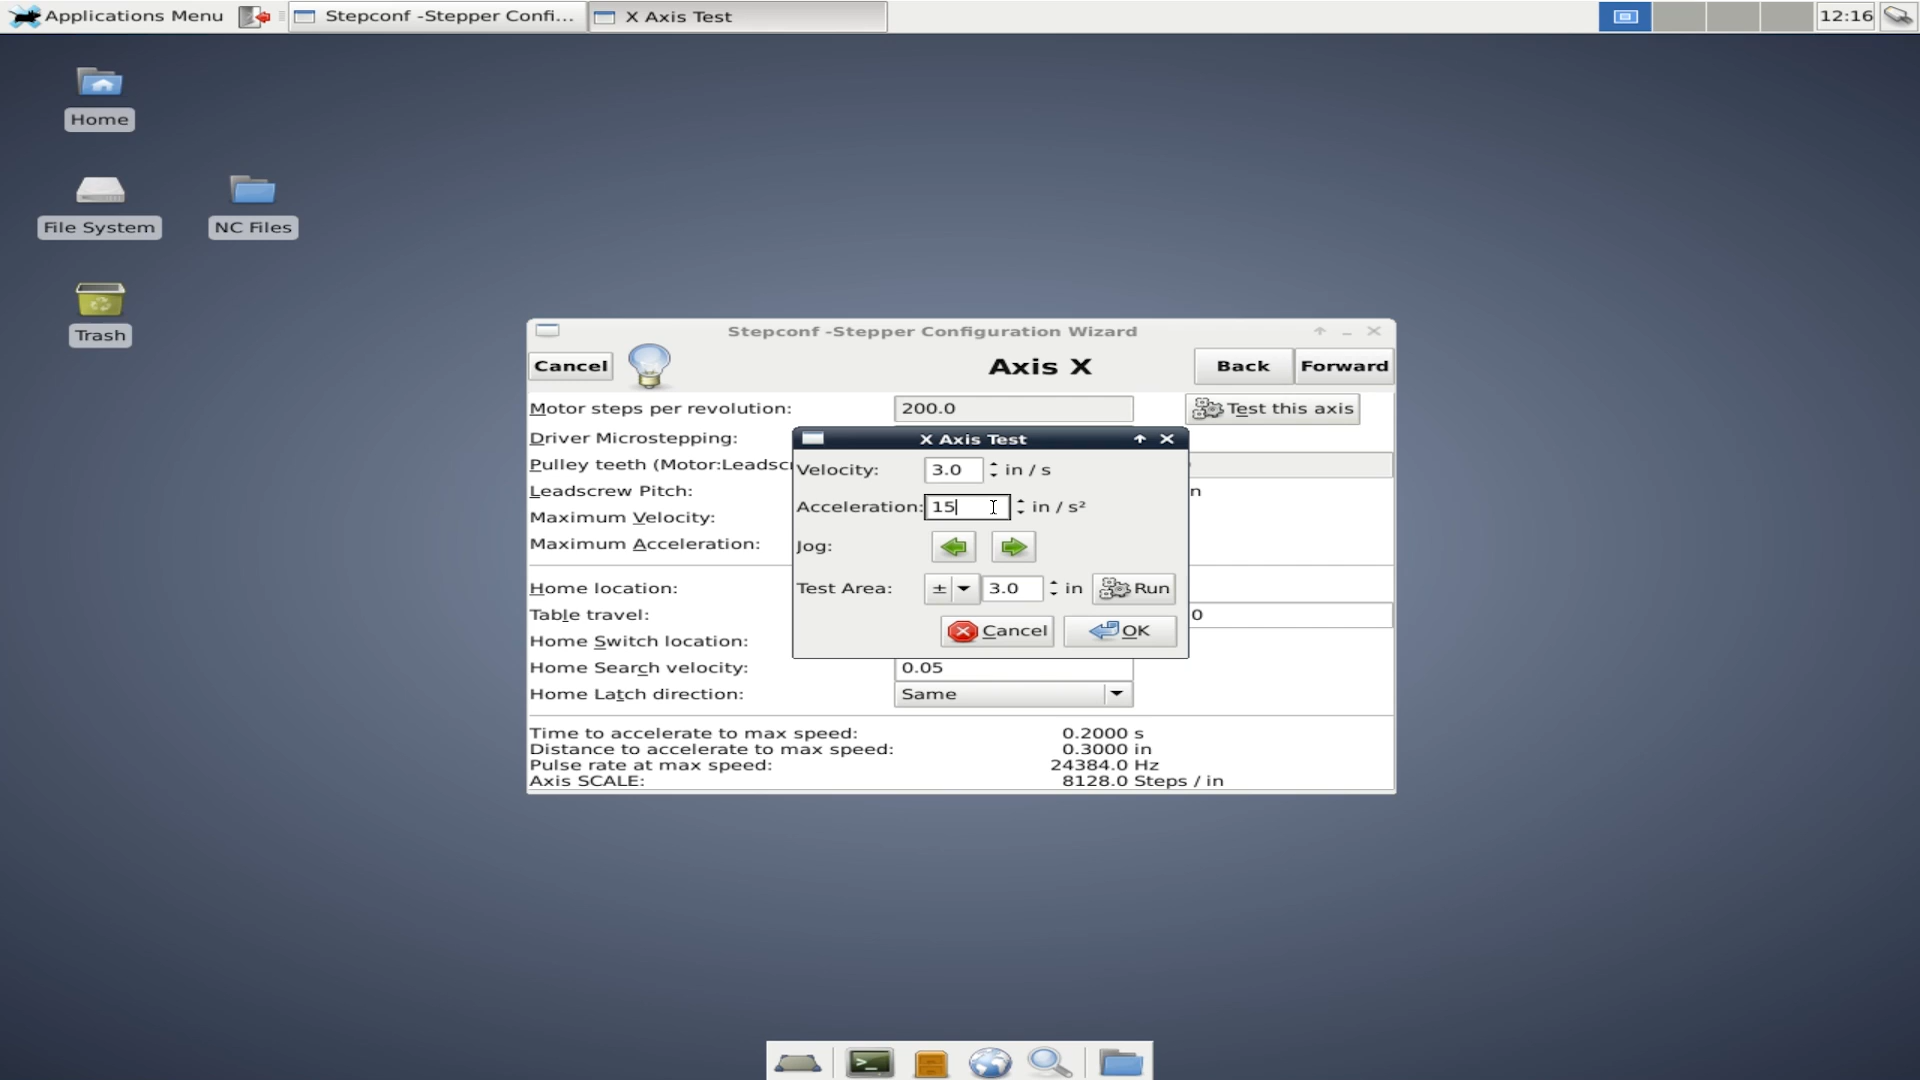 Applications Menu
Stepconf -Stepper Confi...
X Axis Test
12:16
Home
File System
NC Files
Trash
Stepconf -Stepper Configuration Wizard
Cancel
Axis X
Back
Forward
Motor steps per revolution:
200.0
Test this axis
Driver Microstepping:
Pulley teeth (Motor:Leadscr
Leadscrew Pitch:
n
Maximum Velocity:
Maximum Acceleration:
Home location:
Table travel:
0
Home Switch location:
Home Search velocity:
0.05
Home Latch direction:
Same
Time to accelerate to max speed:
0.2000 s
Distance to accelerate to max speed:
0.3000 in
Pulse rate at max speed:
24384.0 Hz
Axis SCALE:
8128.0 Steps / in
X Axis Test
Velocity:
3.0
in / s
Acceleration:
15
in / s²
Jog:
Test Area:
±
3.0
in
Run
Cancel
OK